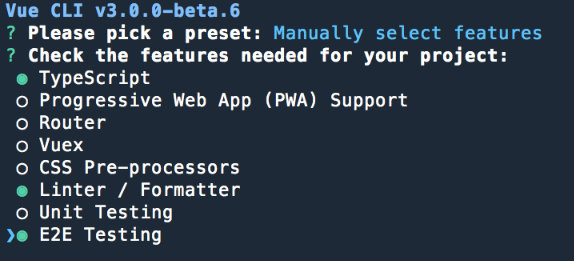 Vue CLI v3.0.0-beta.6
? Please pick a preset: Manually select features
? Check the features needed for your project:
◉ TypeScript
◯ Progressive Web App (PWA) Support
◯ Router
◯ Vuex
◯ CSS Pre-processors
◉ Linter / Formatter
◯ Unit Testing
❯◉ E2E Testing